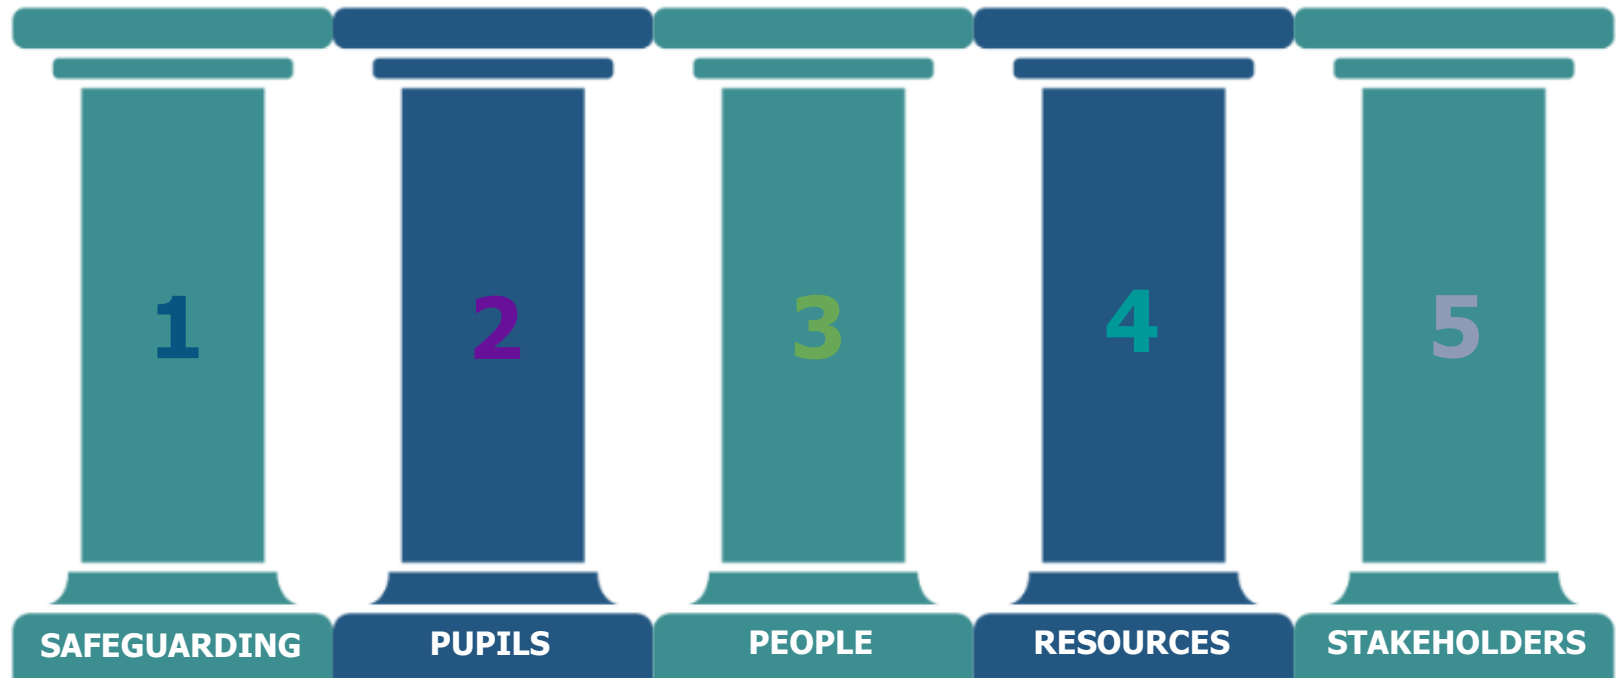 1
2
3
4
5
SAFEGUARDING
PUPILS
PEOPLE
RESOURCES
STAKEHOLDERS